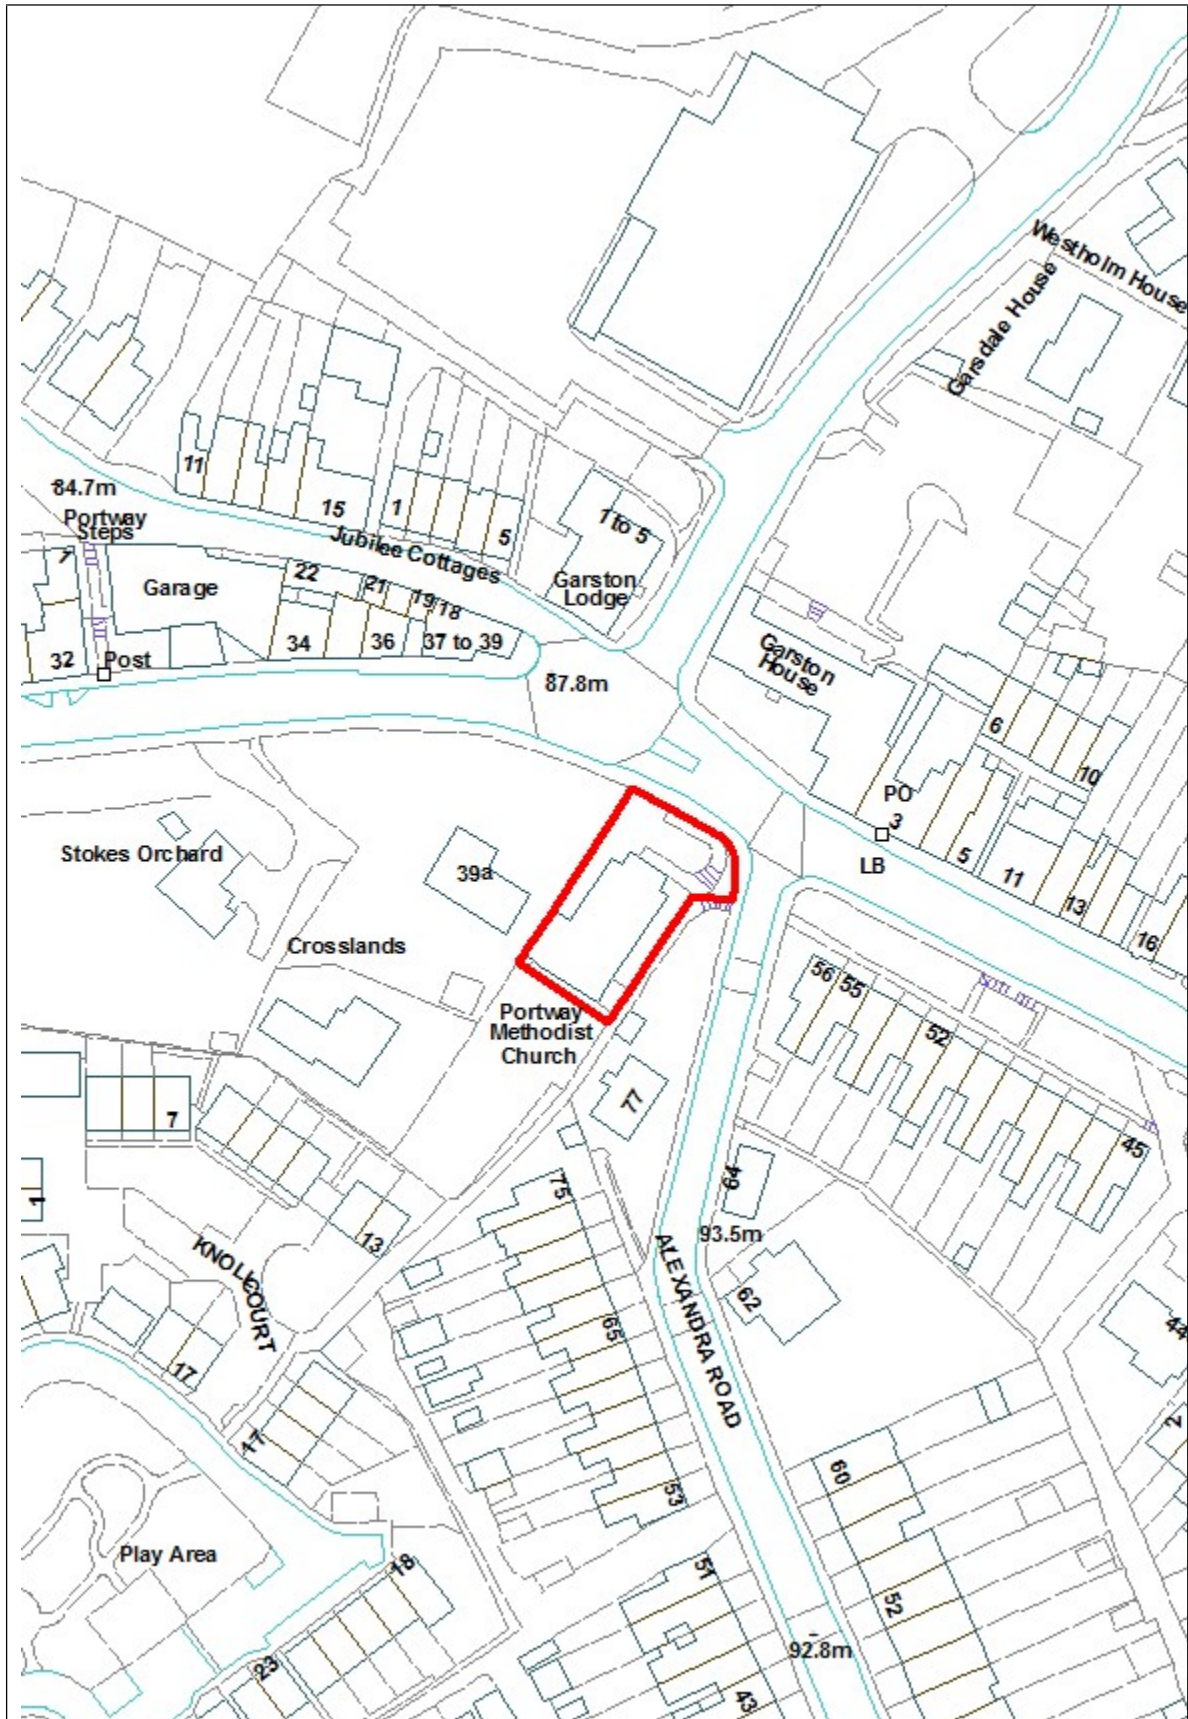 Westholm House
Garsdale House
11
84.7m
15
1
5
1 to 5
Portway
Steps
Jubilee Cottages
7
Garage
22
21
19
18
Garston
Lodge
32
Post
34
36
37 to 39
87.8m
Garston
House
6
10
PO
3
5
11
13
16
LB
Stokes Orchard
39a
Crosslands
56
55
52
45
Portway
Methodist
Church
77
7
1
75
64
93.5m
13
KNOLL COURT
62
ALEXANDRA ROAD
65
44
17
17
2
60
53
Play Area
18
51
52
92.8m
23
43